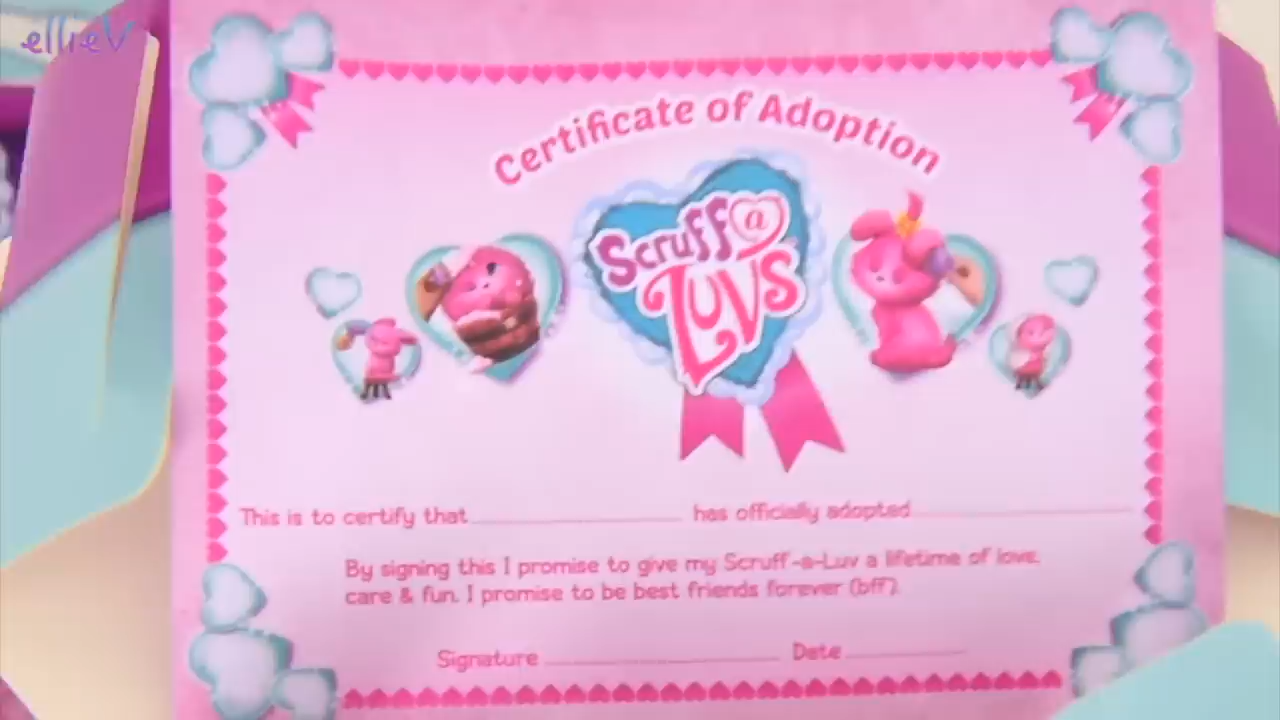 ellieV
Certificate of Adoption
Scruff a
Luvs
This is to certify that has officially adopted
By signing this I promise to give my Scruff-a-Luv a lifetime of love,
care & fun. I promise to be best friends forever (bff).
Signature Date